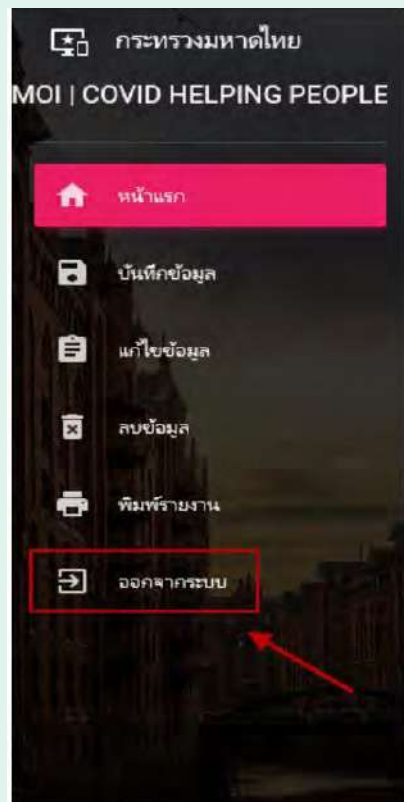 กระทรวงมหาดไทย
MOI | COVID HELPING PEOPLE
หน้าแรก
บันทึกข้อมูล
แก้ไขข้อมูล
ลบข้อมูล
พิมพ์รายงาน
ออกจากระบบ